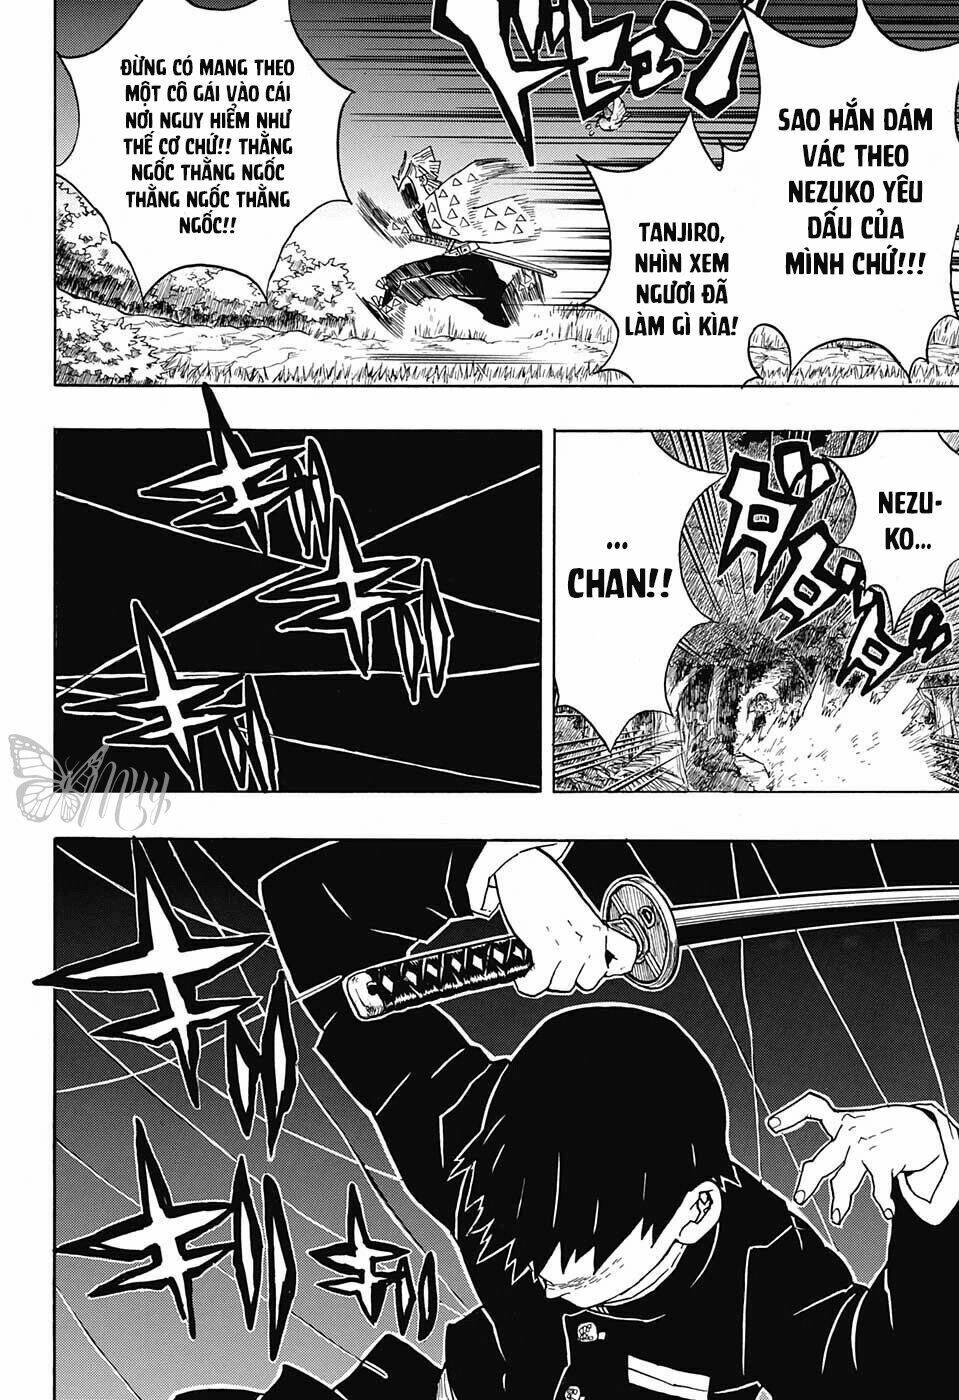 SAO HẮN DÁM
VÁC THEO
NEZUKO YÊU
DẤU CỦA
MÌNH CHỨ!!!
TANJIRO,
NHÌN XEM
NGƯƠI ĐÃ
LÀM GÌ KÌA!
ĐỪNG CÓ MANG THEO
MỘT CÔ GÁI VÀO CÁI
NƠI NGUY HIỂM NHƯ
THẾ CƠ CHỨ!! THẰNG
NGỐC THẰNG NGỐC
THẰNG NGỐC THẰNG
NGỐC!!
NEZU-
KO...
...
CHAN!!